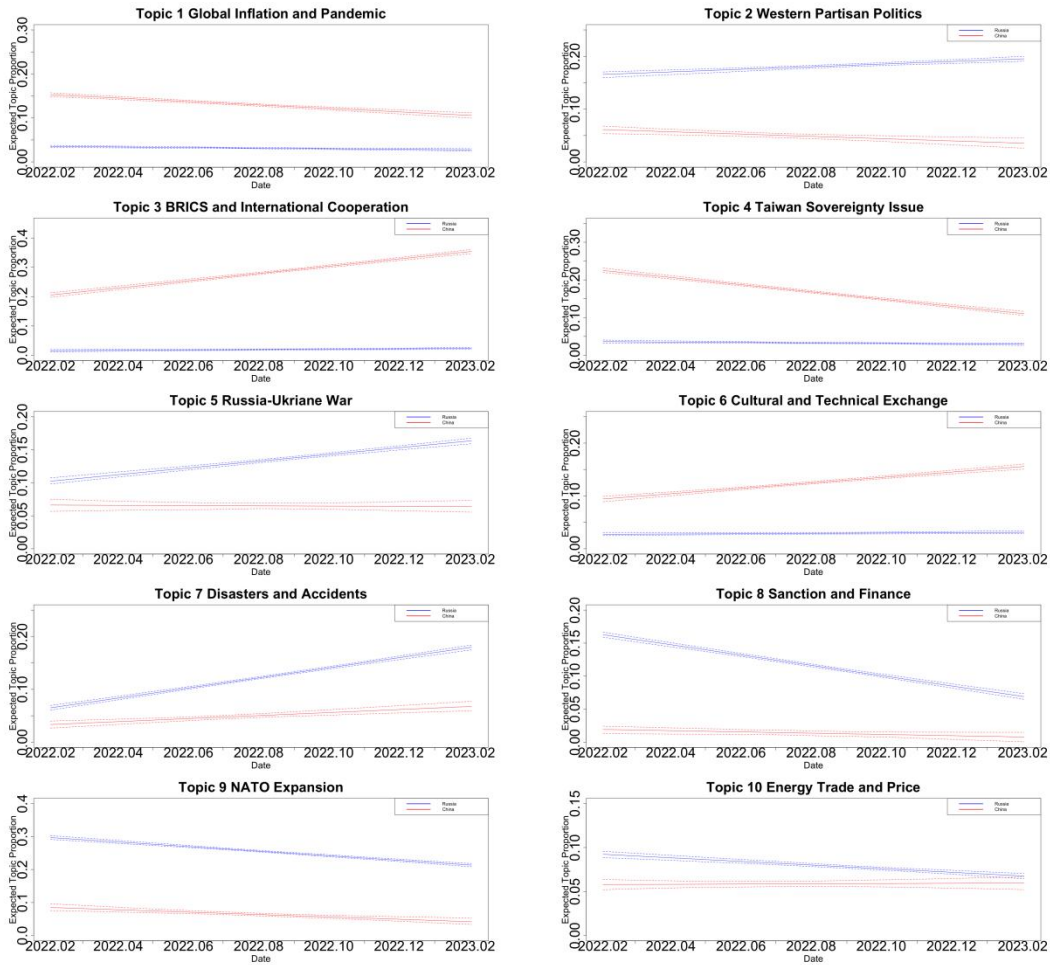 Topic 1 Global Inflation and Pandemic
Expected Topic Proportion
0.00 0.10 0.20 0.30
Russia
China
2022.02 2022.04 2022.06 2022.08 2022.10 2022.12 2023.02
Date
Topic 2 Western Partisan Politics
Expected Topic Proportion
0.00 0.10 0.20
Russia
China
2022.02 2022.04 2022.06 2022.08 2022.10 2022.12 2023.02
Date
Topic 3 BRICS and International Cooperation
Expected Topic Proportion
0.0 0.1 0.2 0.3 0.4
Russia
China
2022.02 2022.04 2022.06 2022.08 2022.10 2022.12 2023.02
Date
Topic 4 Taiwan Sovereignty Issue
Expected Topic Proportion
0.00 0.10 0.20 0.30
Russia
China
2022.02 2022.04 2022.06 2022.08 2022.10 2022.12 2023.02
Date
Topic 5 Russia-Ukriane War
Expected Topic Proportion
0.00 0.05 0.10 0.15 0.20
Russia
China
2022.02 2022.04 2022.06 2022.08 2022.10 2022.12 2023.02
Date
Topic 6 Cultural and Technical Exchange
Expected Topic Proportion
0.00 0.10 0.20
Russia
China
2022.02 2022.04 2022.06 2022.08 2022.10 2022.12 2023.02
Date
Topic 7 Disasters and Accidents
Expected Topic Proportion
0.00 0.10 0.20
Russia
China
2022.02 2022.04 2022.06 2022.08 2022.10 2022.12 2023.02
Date
Topic 8 Sanction and Finance
Expected Topic Proportion
0.00 0.05 0.10 0.15 0.20
Russia
China
2022.02 2022.04 2022.06 2022.08 2022.10 2022.12 2023.02
Date
Topic 9 NATO Expansion
Expected Topic Proportion
0.0 0.1 0.2 0.3 0.4
Russia
China
2022.02 2022.04 2022.06 2022.08 2022.10 2022.12 2023.02
Date
Topic 10 Energy Trade and Price
Expected Topic Proportion
0.00 0.05 0.10 0.15
Russia
China
2022.02 2022.04 2022.06 2022.08 2022.10 2022.12 2023.02
Date